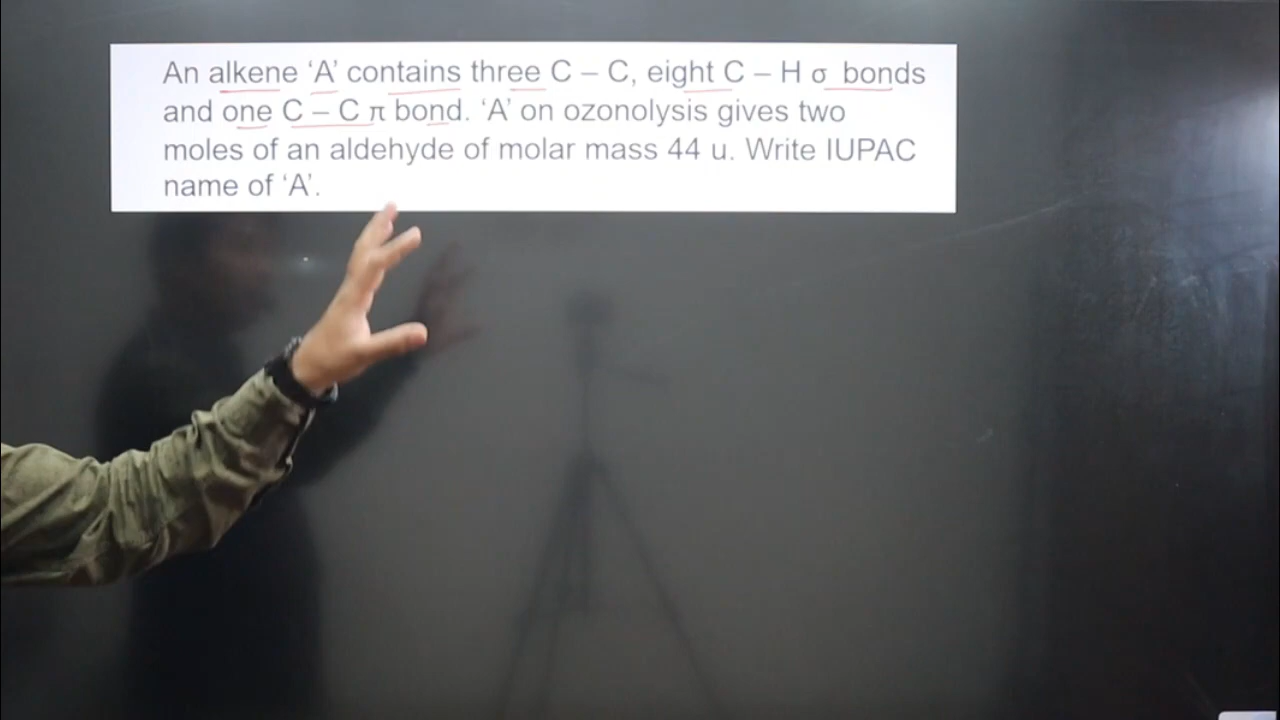 An alkene ‘A’ contains three C – C, eight C – H σ bonds
and one C – C π bond. ‘A’ on ozonolysis gives two
moles of an aldehyde of molar mass 44 u. Write IUPAC
name of ‘A’.